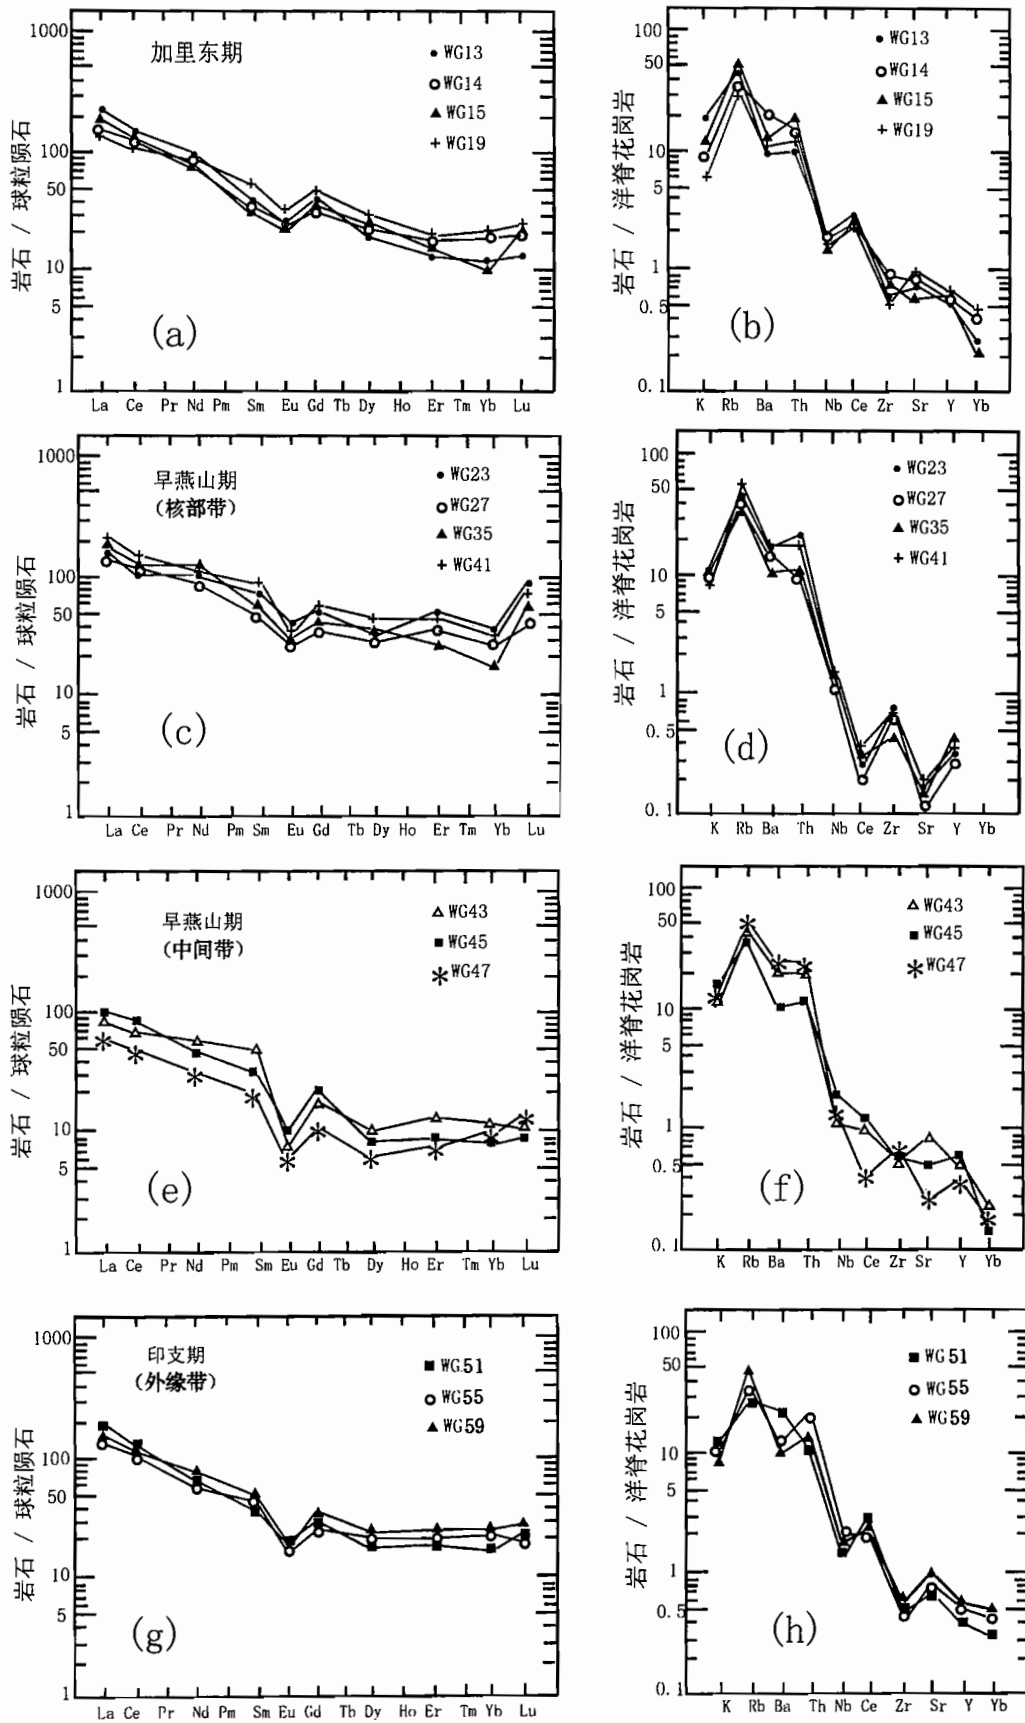 加里东期
WG13
WG14
WG15
WG19
岩石 / 球粒陨石
1000
100
50
10
5
1
(a)
La Ce Pr Nd Pm Sm Eu Gd Tb Dy Ho Er Tm Yb Lu
WG13
WG14
WG15
WG19
岩石 / 洋脊花岗岩
100
50
10
5
1
0.5
0.1
(b)
K Rb Ba Th Nb Ce Zr Sr Y Yb
早燕山期
(核部带)
WG23
WG27
WG35
WG41
岩石 / 球粒陨石
1000
100
50
10
5
1
(c)
La Ce Pr Nd Pm Sm Eu Gd Tb Dy Ho Er Tm Yb Lu
WG23
WG27
WG35
WG41
岩石 / 洋脊花岗岩
100
50
10
5
1
0.5
0.1
(d)
K Rb Ba Th Nb Ce Zr Sr Y Yb
早燕山期
(中间带)
WG43
WG45
WG47
岩石 / 球粒陨石
1000
100
50
10
5
1
(e)
La Ce Pr Nd Pm Sm Eu Gd Tb Dy Ho Er Tm Yb Lu
WG43
WG45
WG47
岩石 / 洋脊花岗岩
100
50
10
5
1
0.5
0.1
(f)
K Rb Ba Th Nb Ce Zr Sr Y Yb
印支期
(外缘带)
WG51
WG55
WG59
岩石 / 球粒陨石
1000
100
50
10
5
1
(g)
La Ce Pr Nd Pm Sm Eu Gd Tb Dy Ho Er Tm Yb Lu
WG51
WG55
WG59
岩石 / 洋脊花岗岩
100
50
10
5
1
0.5
0.1
(h)
K Rb Ba Th Nb Ce Zr Sr Y Yb